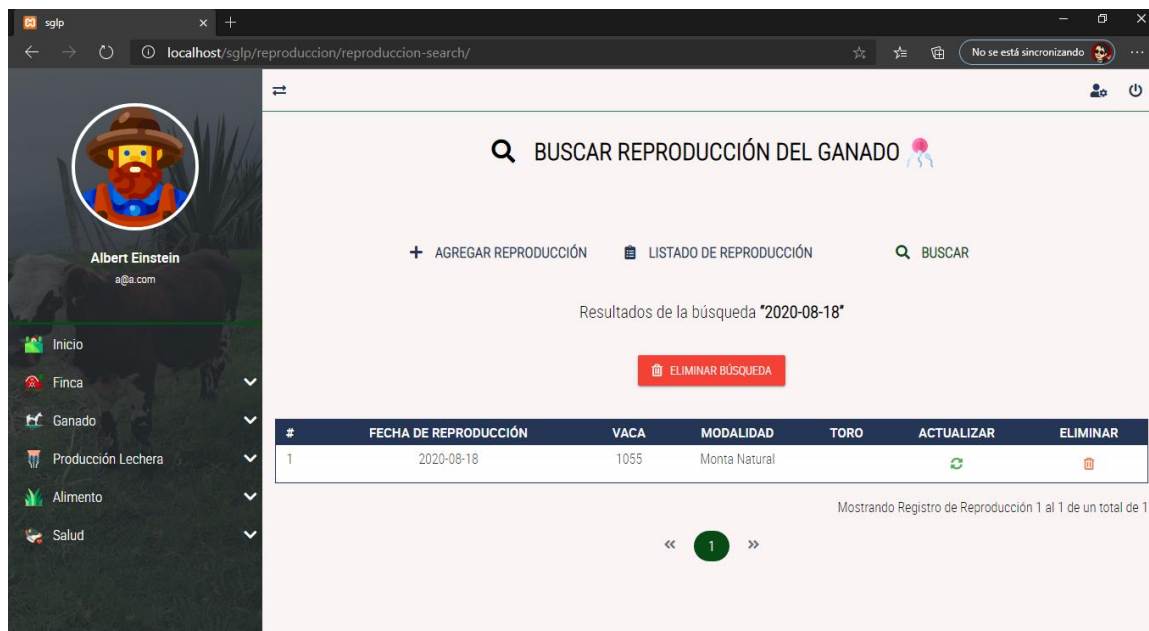 sglp
localhost/sglp/reproduccion/reproduccion-search/
No se está sincronizando
Albert Einstein
a@a.com
Inicio
Finca
Ganado
Producción Lechera
Alimento
Salud
BUSCAR REPRODUCCIÓN DEL GANADO
AGREGAR REPRODUCCIÓN LISTADO DE REPRODUCCIÓN BUSCAR
Resultados de la búsqueda "2020-08-18"
ELIMINAR BÚSQUEDA
# FECHA DE REPRODUCCIÓN VACA MODALIDAD TORO ACTUALIZAR ELIMINAR
1 2020-08-18 1055 Monta Natural
Mostrando Registro de Reproducción 1 al 1 de un total de 1
« 1 »